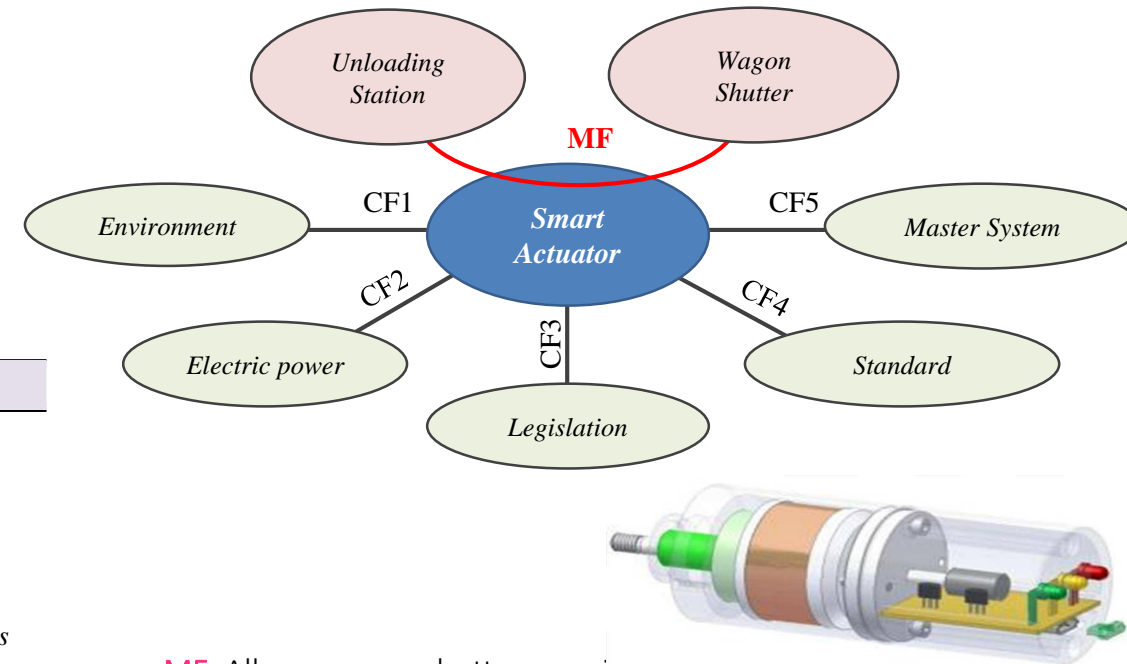 Unloading
Station
Wagon
Shutter
MF
CF1
CF5
Environment
Smart
Actuator
Master System
CF2
CF4
CF3
Electric power
Standard
Legislation
s